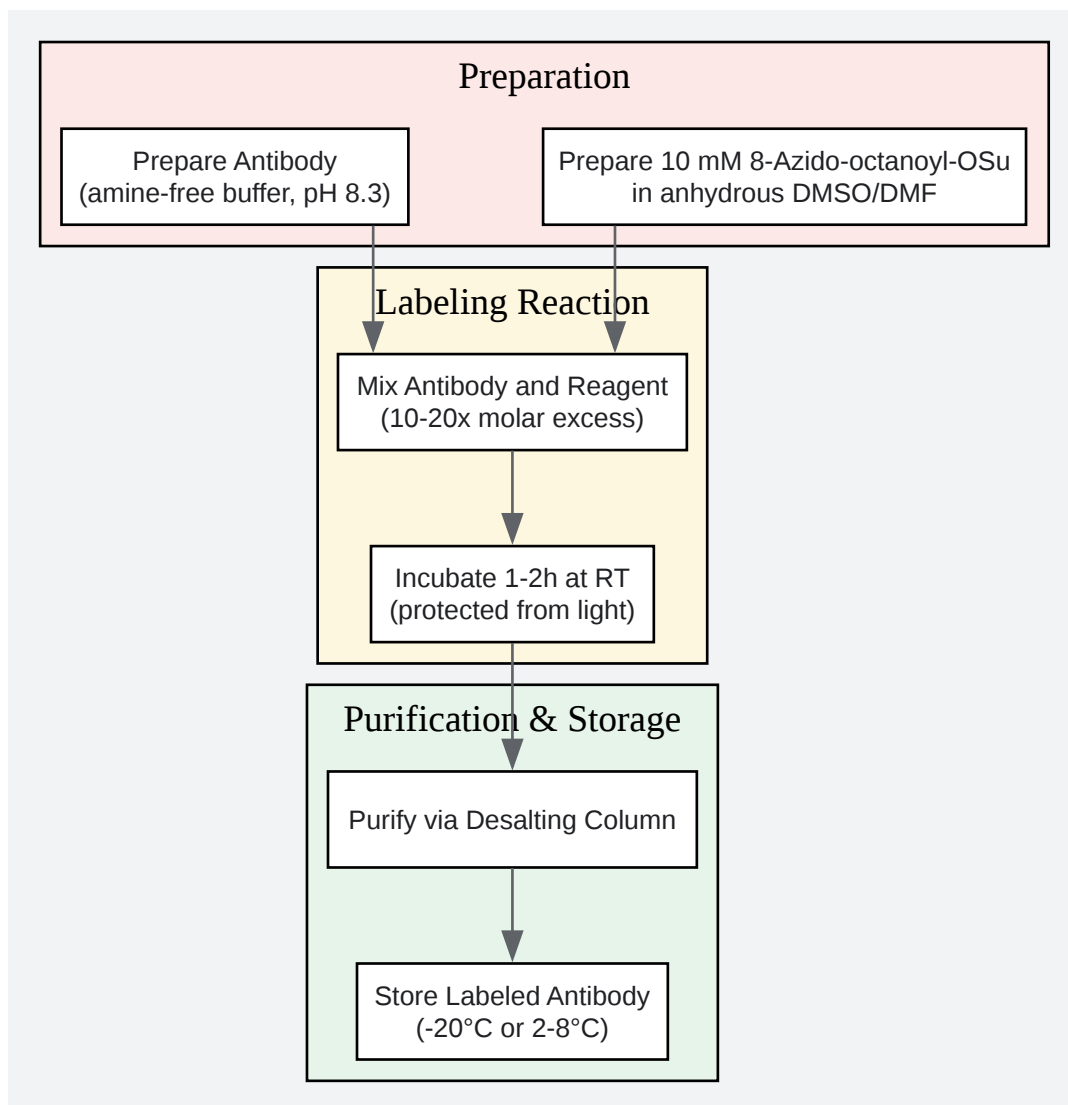 Preparation
Prepare Antibody
(amine-free buffer, pH 8.3)
Prepare 10 mM 8-Azido-octanoyl-OSu
in anhydrous DMSO/DMF
Labeling Reaction
Mix Antibody and Reagent
(10-20x molar excess)
Incubate 1-2h at RT
(protected from light)
Purification & Storage
Purify via Desalting Column
Store Labeled Antibody
(-20°C or 2-8°C)